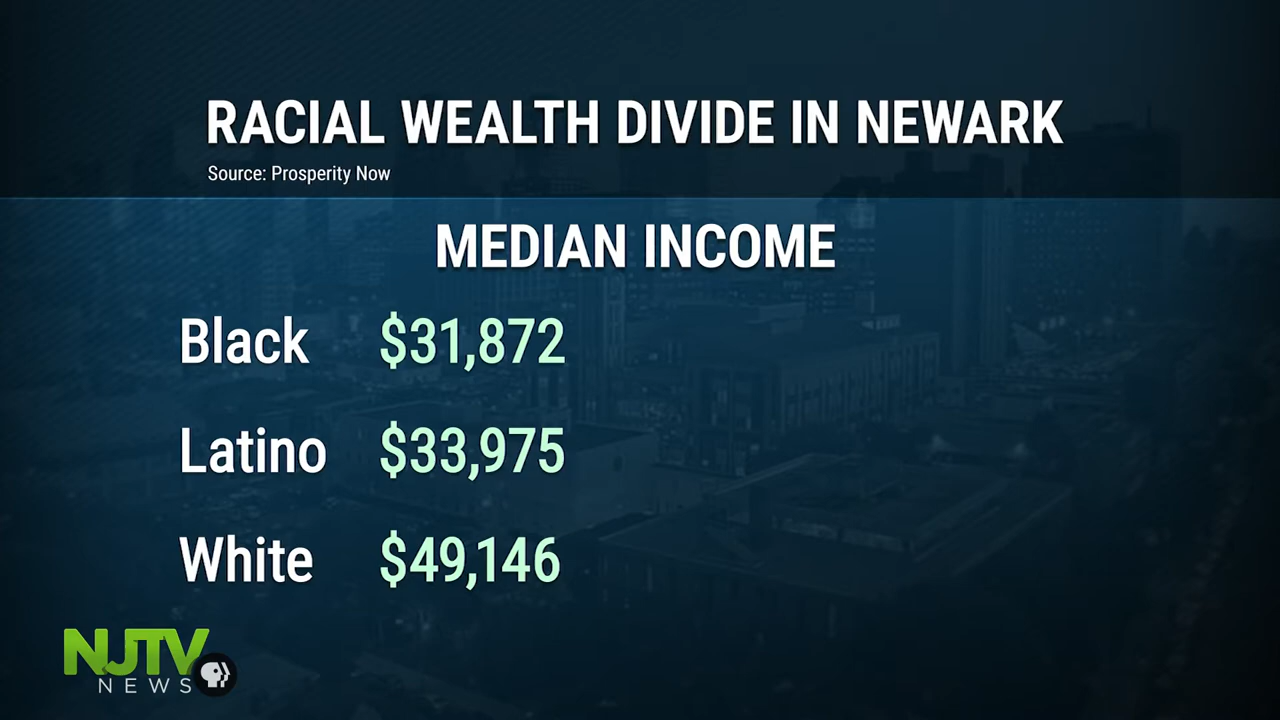 RACIAL WEALTH DIVIDE IN NEWARK
Source: Prosperity Now
MEDIAN INCOME
Black $31,872
Latino $33,975
White $49,146
NJTV
NEWS